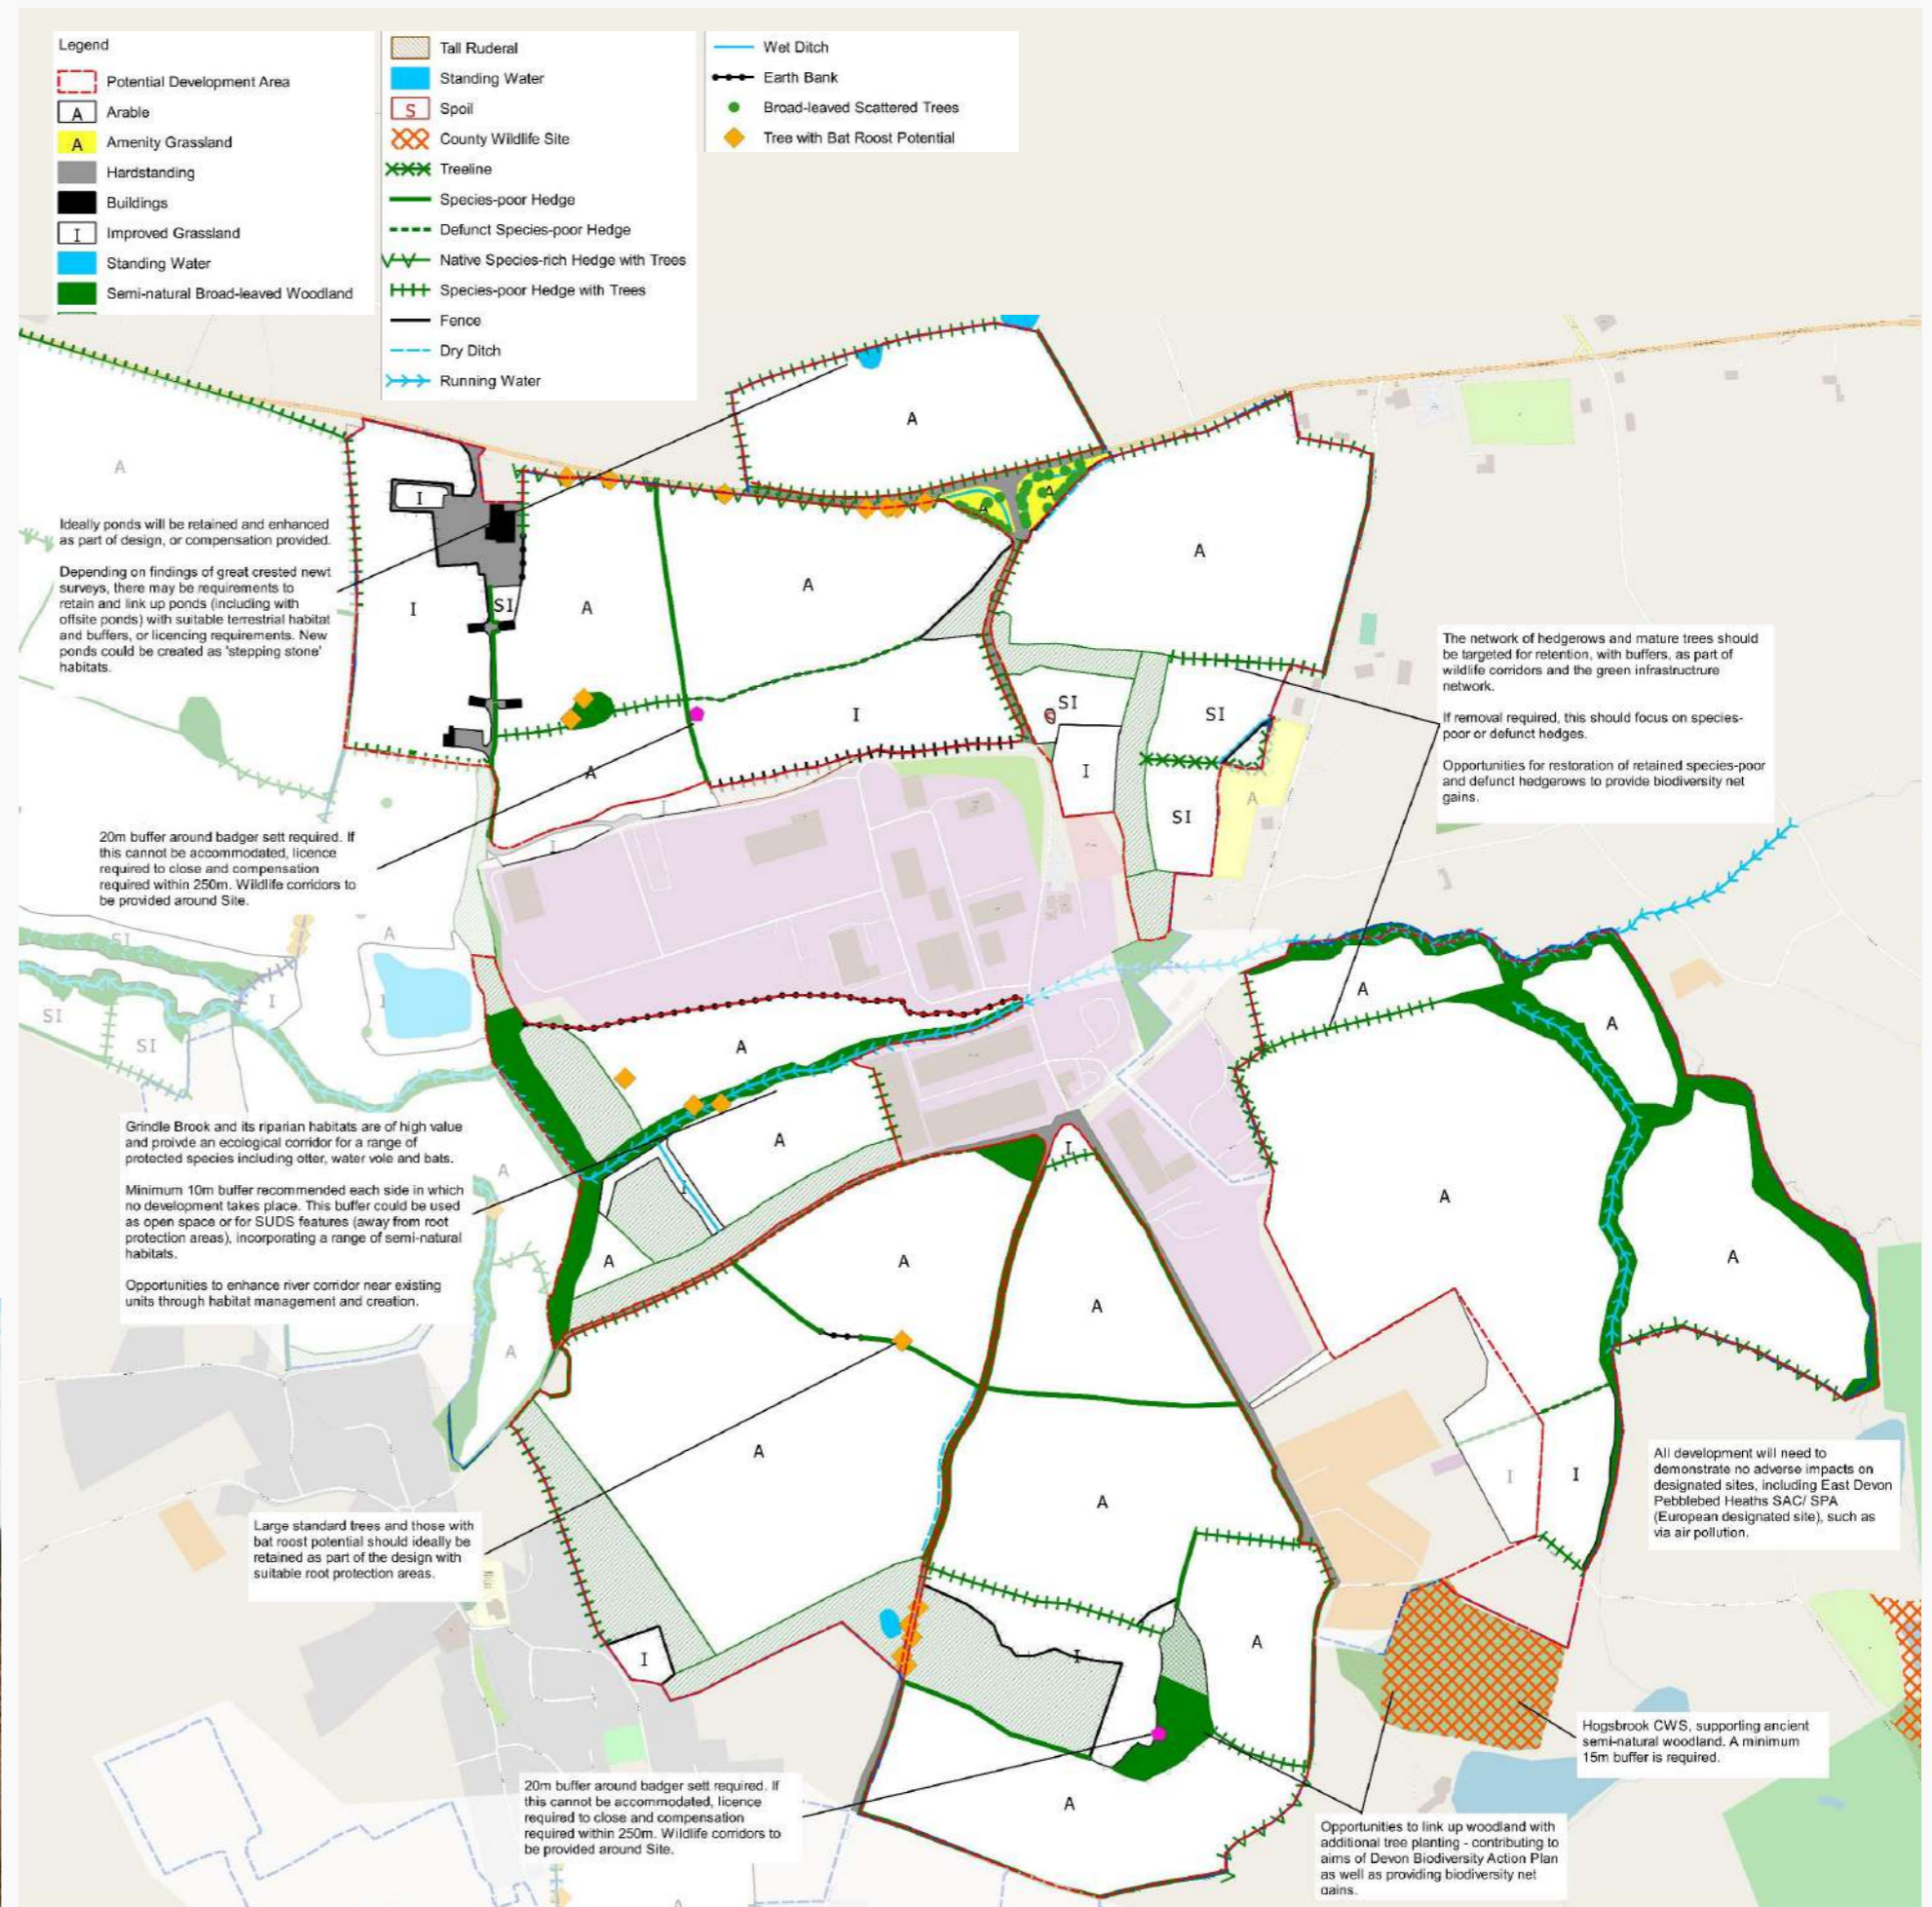 Legend
Potential Development Area
A Arable
A Amenity Grassland
Hardstanding
Buildings
I Improved Grassland
Standing Water
Semi-natural Broad-leaved Woodland
Tall Ruderal
Standing Water
S Spoil
County Wildlife Site
Treeline
Species-poor Hedge
Defunct Species-poor Hedge
Native Species-rich Hedge with Trees
Species-poor Hedge with Trees
Fence
Dry Ditch
Running Water
Wet Ditch
Earth Bank
Broad-leaved Scattered Trees
Tree with Bat Roost Potential
A
A
I
A
A
Ideally ponds will be retained and enhanced
as part of design, or compensation provided.
Depending on findings of great crested newt
surveys, there may be requirements to
retain and link up ponds (including with
offsite ponds) with suitable terrestrial habitat
and buffers, or licencing requirements. New
ponds could be created as 'stepping stone'
habitats.
A
A
I
SI
A
The network of hedgerows and mature trees should
be targeted for retention, with buffers, as part of
wildlife corridors and the green infrastructrure
network.
If removal required, this should focus on species-
poor or defunct hedges.
Opportunities for restoration of retained species-poor
and defunct hedgerows to provide biodiversity net
gains.
SI
SI
I
A
I
I
A
SI
I
20m buffer around badger sett required. If
this cannot be accommodated, licence
required to close and compensation
required within 250m. Wildlife corridors to
be provided around Site.
SI
A
I
I
SI
SI
A
A
A
Grindle Brook and its riparian habitats are of high value
and proivde an ecological corridor for a range of
protected species including otter, water vole and bats.
Minimum 10m buffer recommended each side in which
no development takes place. This buffer could be used
as open space or for SUDS features (away from root
protection areas), incorporating a range of semi-natural
habitats.
Opportunities to enhance river corridor near existing
units through habitat management and creation.
A
A
I
I
A
A
A
A
A
A
A
A
I
I
All development will need to
demonstrate no adverse impacts on
designated sites, including East Devon
Pebblebed Heaths SAC/ SPA
(European designated site), such as
via air pollution.
A
Large standard trees and those with
bat roost potential should ideally be
retained as part of the design with
suitable root protection areas.
I
I
A
Hogsbrook CWS, supporting ancient
semi-natural woodland. A minimum
15m buffer is required.
20m buffer around badger sett required. If
this cannot be accommodated, licence
required to close and compensation
required within 250m. Wildlife corridors to
be provided around Site.
A
Opportunities to link up woodland with
additional tree planting - contributing to
aims of Devon Biodiversity Action Plan
as well as providing biodiversity net
gains.
A